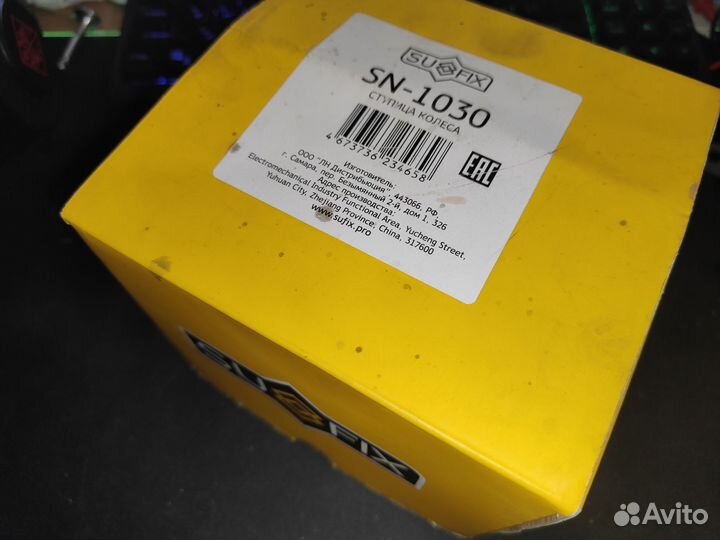 SUFIX
SN-1030
СТУПИЦА КОЛЕСА
4673736234658
EAC
Изготовитель:
ООО "ЛН Дистрибьюция", 443066, РФ
г. Самара, пер. Безымянный 2-й, дом 1, 326
Адрес производства:
Electromechanical Industry Functional Area, Yucheng Street,
Yuhuan City, Zhejiang Province, China, 317600
www.sufix.pro
SUFIX
Avito